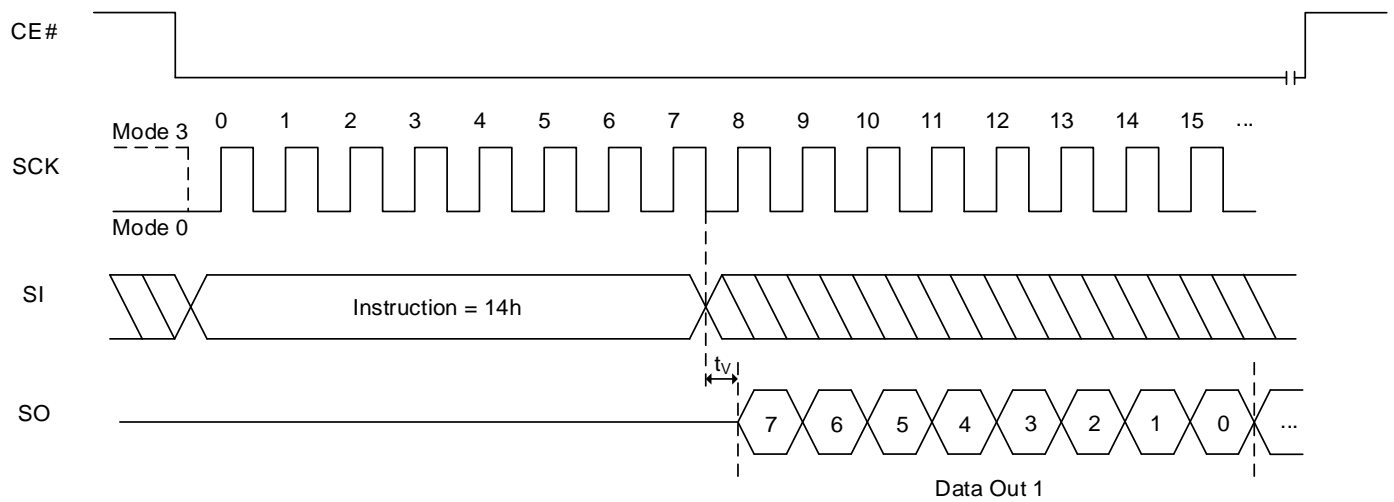 CE#
0 1 2 3 4 5 6 7 8 9 10 11 12 13 14 15 ...
Mode 3
SCK
Mode 0
SI
Instruction = 14h
tV
SO
7 6 5 4 3 2 1 0 ...
Data Out 1